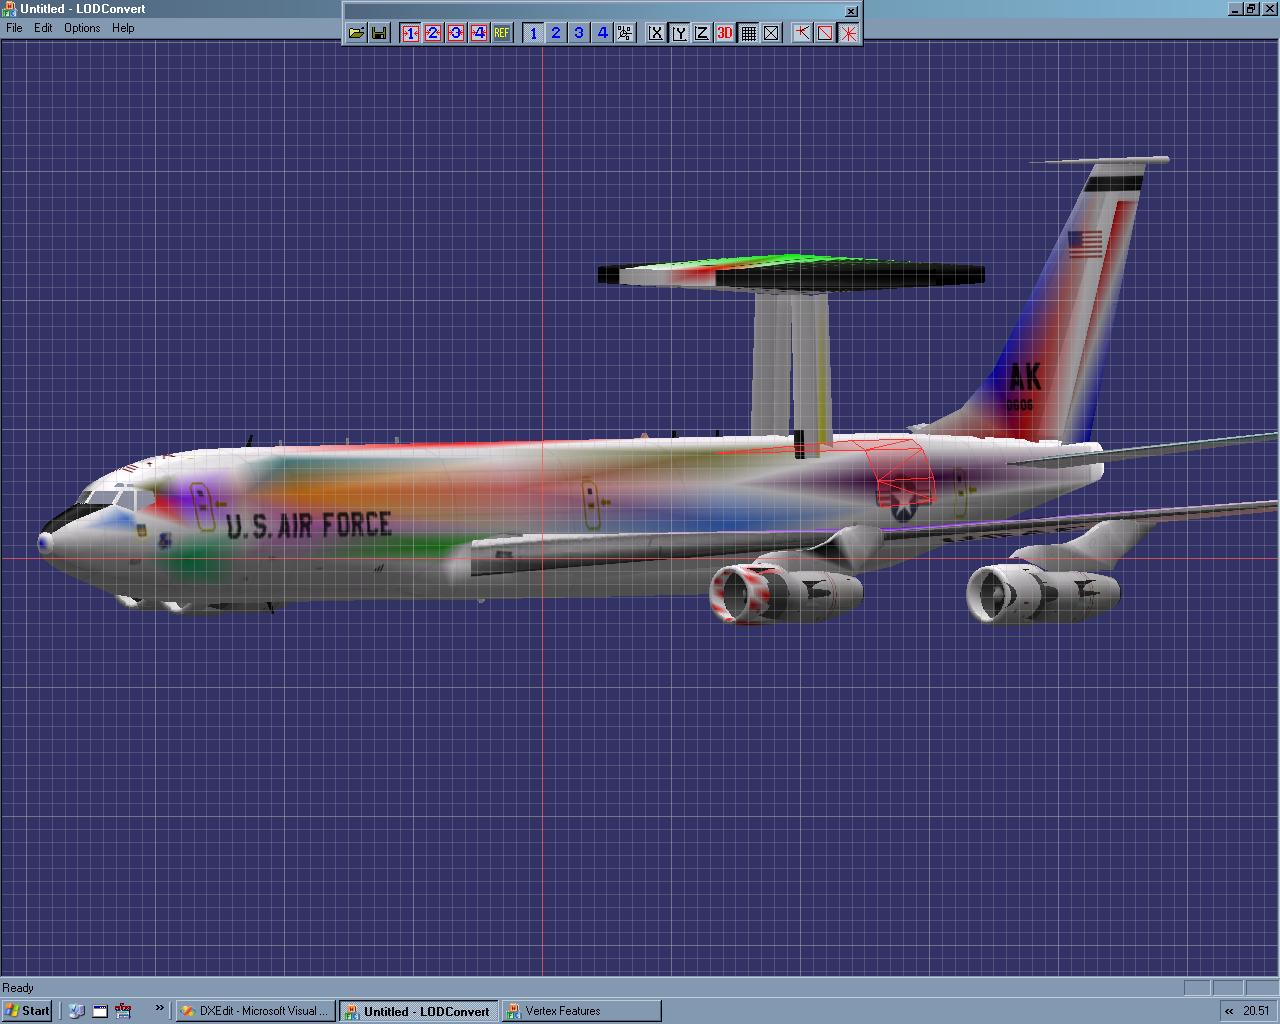 Untitled - LODConvert
File Edit Options Help
1 2 3 4 REF 1 2 3 4 X Y Z 3D
AK
0606
U.S. AIR FORCE
Ready
Start » DXEdit - Microsoft Visual ... Untitled - LODConvert Vertex Features « 20.51